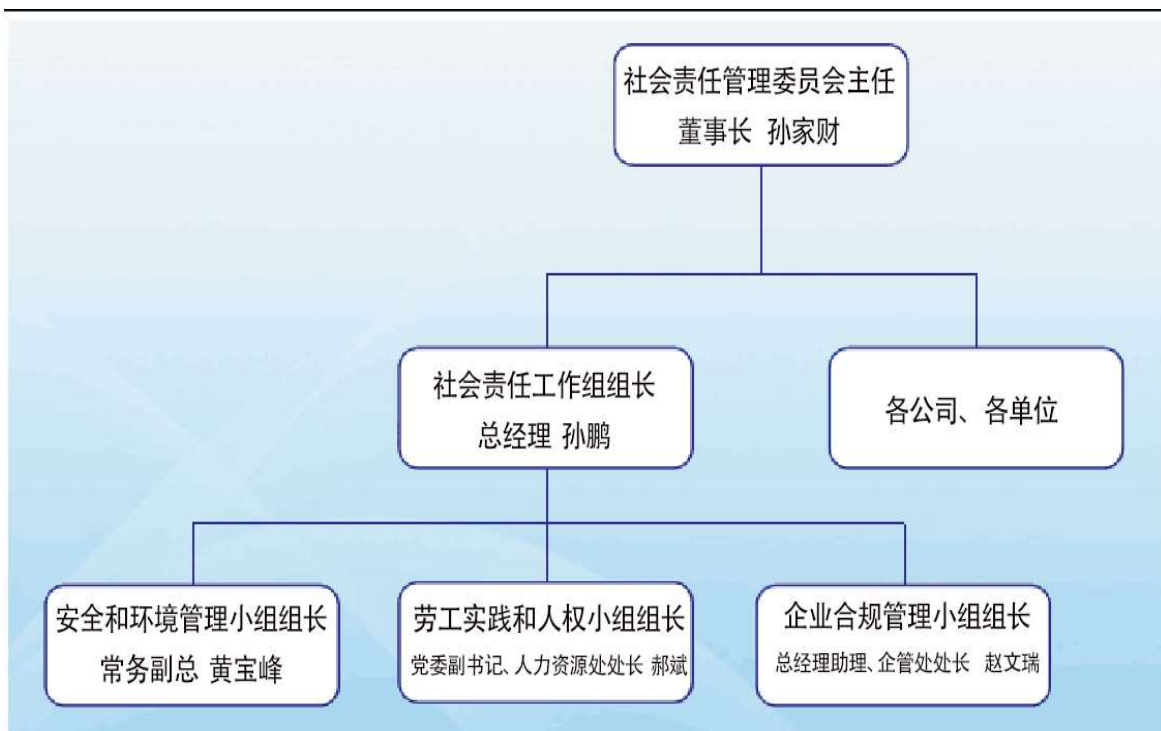 社会责任管理委员会主任
董事长 孙家财
社会责任工作组组长
总经理 孙鹏
各公司、各单位
安全和环境管理小组组长
常务副总 黄宝峰
劳工实践和人权小组组长
党委副书记、人力资源处处长 郝斌
企业合规管理小组组长
总经理助理、企管处处长 赵文瑞